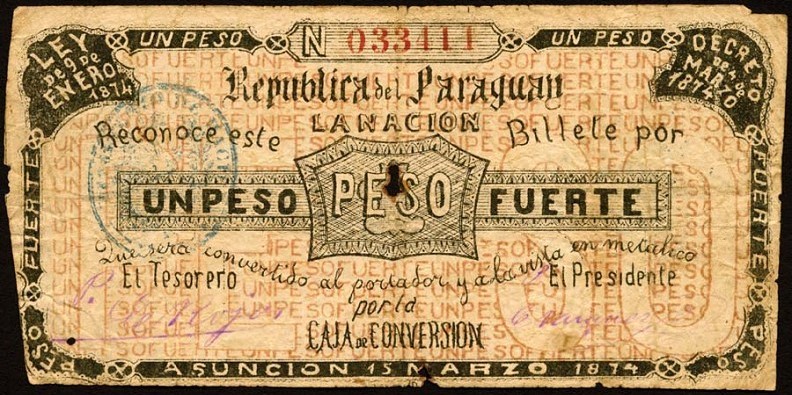 UN PESO N 033411 UN PESO
LEY de 9 de ENERO 1874
DECRETO de 4 de MARZO 1874
Republica del Paraguay
LA NACION
Reconoce este Billete por
UN PESO PESO FUERTE
Que sera convertido al portador y a la vista en metalico
El Tesorero El Presidente
por la
CAJA de CONVERSION
PESO FUERTE
FUERTE PESO
ASUNCION 15 MARZO 1874